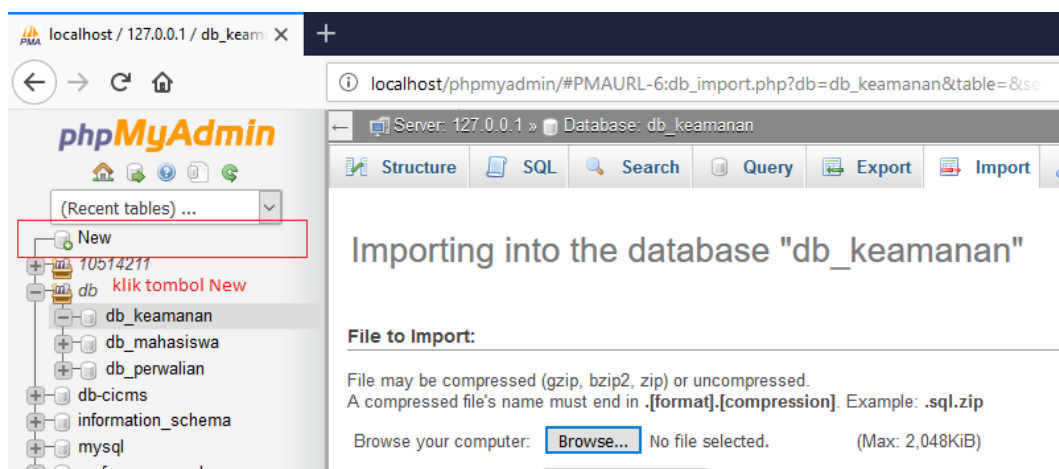 localhost / 127.0.0.1 / db_keam
localhost/phpmyadmin/#PMAURL-6:db_import.php?db=db_keamanan&table=&se
phpMyAdmin
Server: 127.0.0.1 » Database: db_keamanan
Structure SQL Search Query Export Import
(Recent tables) ...
New
10514211
klik tombol New
db
db_keamanan
db_mahasiswa
db_perwalian
db-cicms
information_schema
mysql
Importing into the database "db_keamanan"
File to Import:
File may be compressed (gzip, bzip2, zip) or uncompressed.
A compressed file's name must end in .[format].[compression]. Example: .sql.zip
Browse your computer: Browse... No file selected. (Max: 2,048KiB)